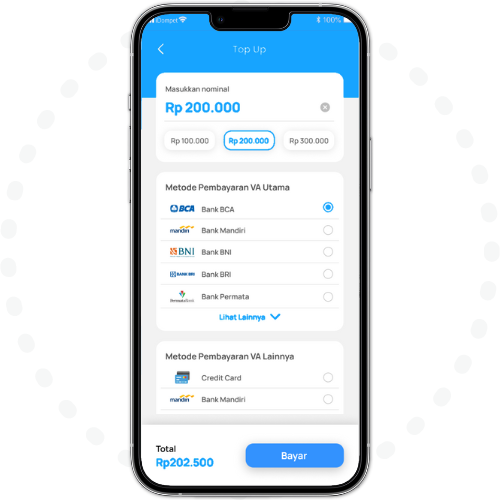 iDompet
100%
Top Up
Masukkan nominal
Rp 200.000
Rp 100.000
Rp 200.000
Rp 300.000
Metode Pembayaran VA Utama
BCA Bank BCA
mandiri Bank Mandiri
BNI Bank BNI
BANK BRI Bank BRI
PermataBank Bank Permata
Lihat Lainnya
Metode Pembayaran VA Lainnya
Credit Card
mandiri Bank Mandiri
Total
Rp202.500
Bayar